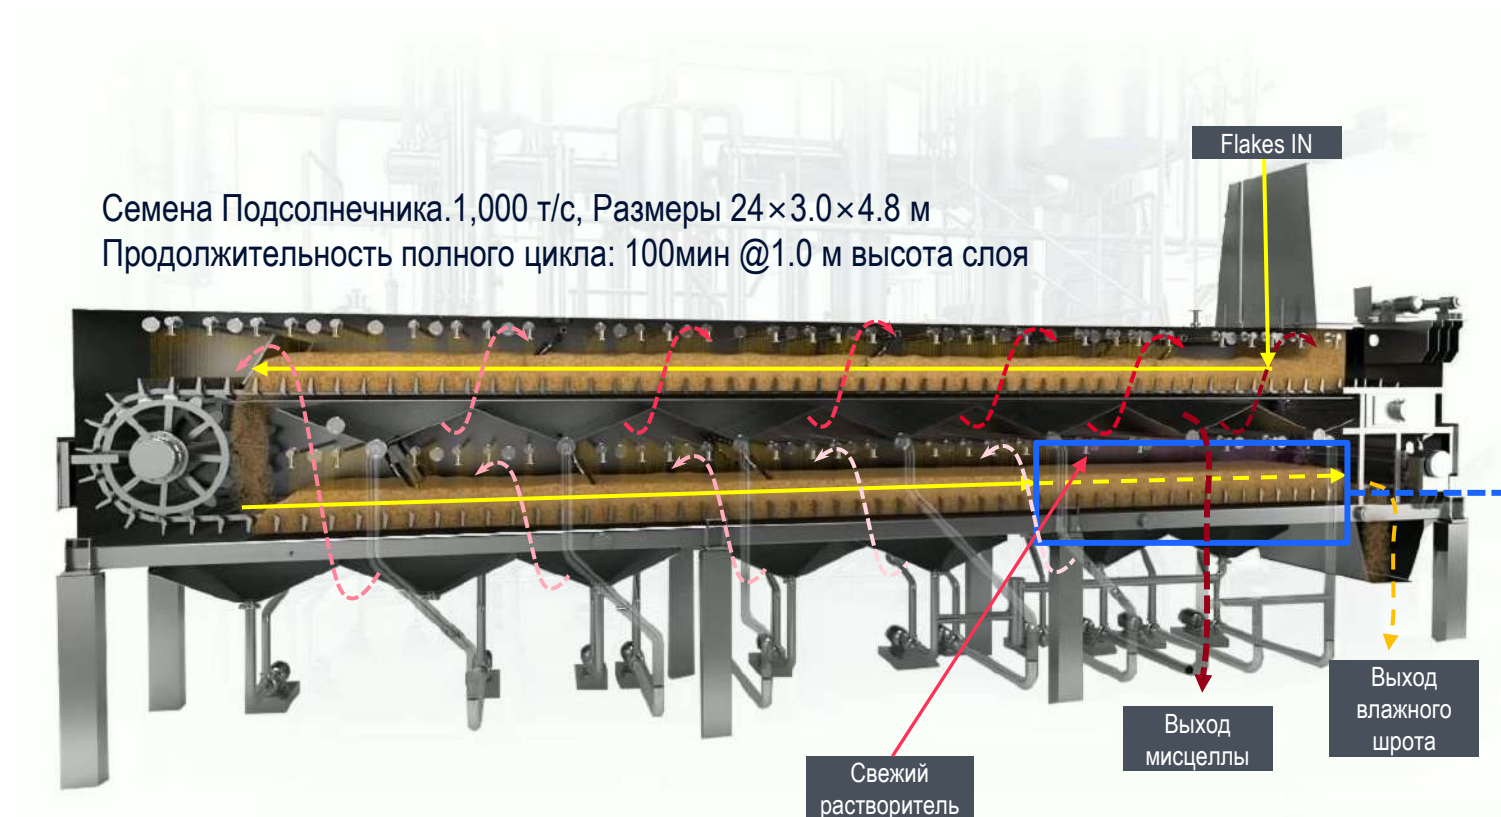 Flakes IN
Семена Подсолнечника.1,000 т/с, Размеры 24×3.0×4.8 м
Продолжительность полного цикла: 100мин @1.0 м высота слоя
Выход
влажного
шрота
Выход
мисцеллы
Свежий
растворитель